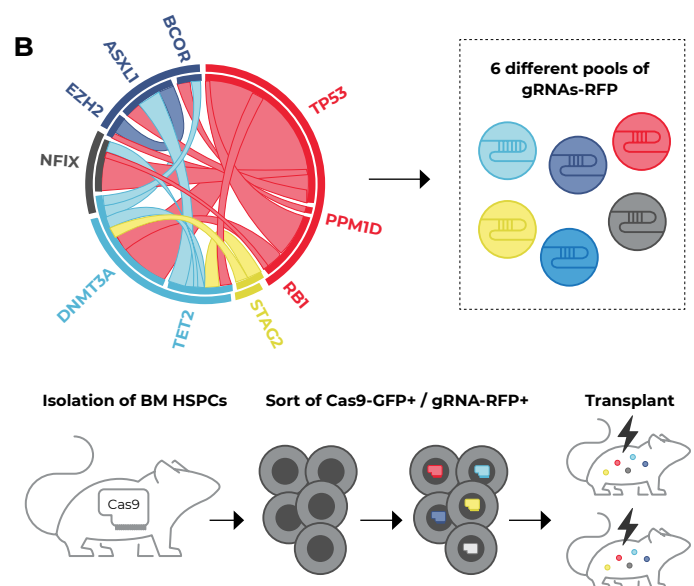 B
BCOR
ASXL1
EZH2
NFIX
DNMT3A
TET2
STAG2
RB1
PPM1D
TP53
6 different pools of
gRNAs-RFP
Isolation of BM HSPCs
Sort of Cas9-GFP+ / gRNA-RFP+
Transplant
Cas9